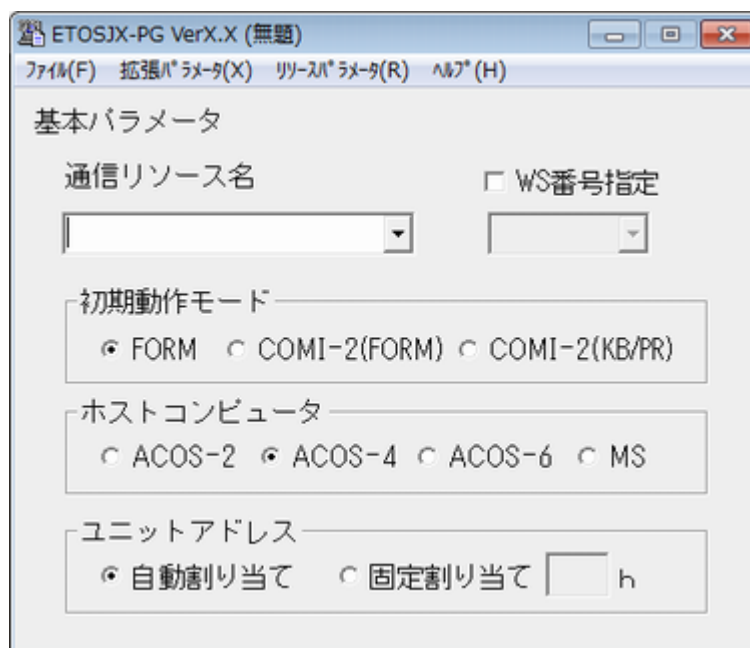 ETOSJX-PG VerX.X (無題)
ファイル(F) 拡張パラメータ(X) リリースパラメータ(R) ヘルプ(H)
基本パラメータ
通信リソース名
WS番号指定
初期動作モード
FORM COMI-2(FORM) COMI-2(KB/PR)
ホストコンピュータ
ACOS-2 ACOS-4 ACOS-6 MS
ユニットアドレス
自動割り当て 固定割り当て h